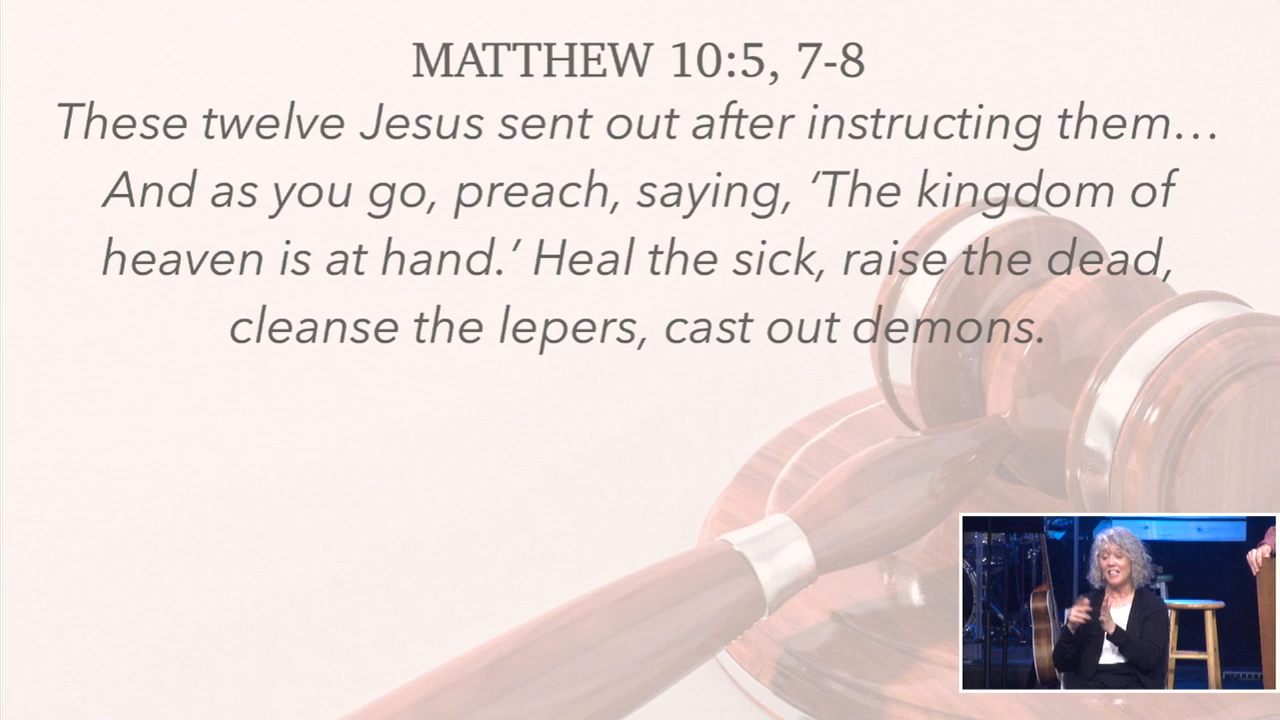 MATTHEW 10:5, 7-8
These twelve Jesus sent out after instructing them…
And as you go, preach, saying, ‘The kingdom of
heaven is at hand.’ Heal the sick, raise the dead,
cleanse the lepers, cast out demons.